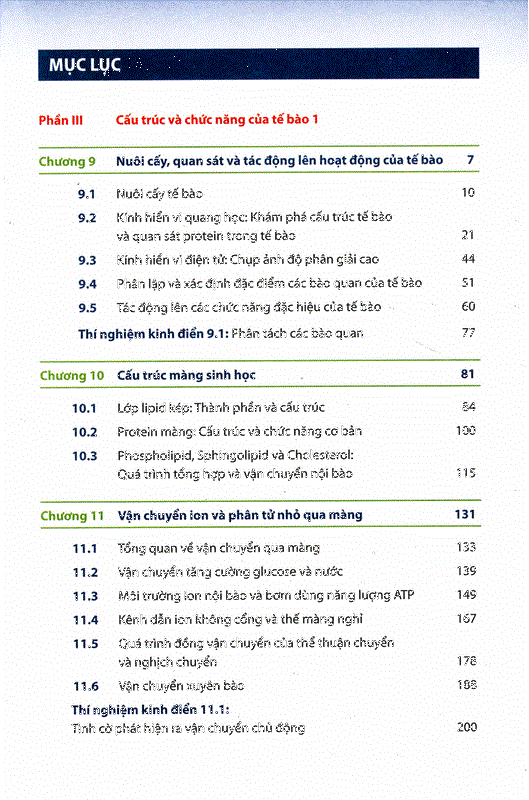 MỤC LỤC
Phần III Cấu trúc và chức năng của tế bào 1
Chương 9 Nuôi cấy, quan sát và tác động lên hoạt động của tế bào 7
9.1 Nuôi cấy tế bào 10
9.2 Kính hiển vi quang học: Khám phá cấu trúc tế bào
và quan sát protein trong tế bào 21
9.3 Kính hiển vi điện tử: Chụp ảnh độ phân giải cao 44
9.4 Phân lập và xác định đặc điểm các bào quan của tế bào 51
9.5 Tác động lên các chức năng đặc hiệu của tế bào 60
Thí nghiệm kinh điển 9.1: Phân tách các bào quan 77
Chương 10 Cấu trúc màng sinh học 81
10.1 Lớp lipid kép: Thành phần và cấu trúc 84
10.2 Protein màng: Cấu trúc và chức năng cơ bản 100
10.3 Phospholipid, Sphingolipid và Cholesterol:
Quá trình tổng hợp và vận chuyển nội bào 115
Chương 11 Vận chuyển ion và phân tử nhỏ qua màng 131
11.1 Tổng quan về vận chuyển qua màng 133
11.2 Vận chuyển tăng cường glucose và nước 139
11.3 Môi trường ion nội bào và bơm dùng năng lượng ATP 149
11.4 Kênh dẫn ion không cổng và thế màng nghỉ 167
11.5 Quá trình đồng vận chuyển của thể thuận chuyển
và nghịch chuyển 178
11.6 Vận chuyển xuyên bào 188
Thí nghiệm kinh điển 11.1:
Tình cờ phát hiện ra vận chuyển chủ động 200